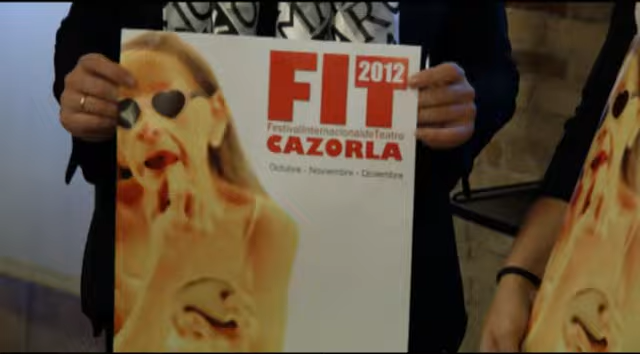 FIT
2012
FestivalInternacionaldeTeatro
CAZORLA
Octubre - Noviembre - Diciembre